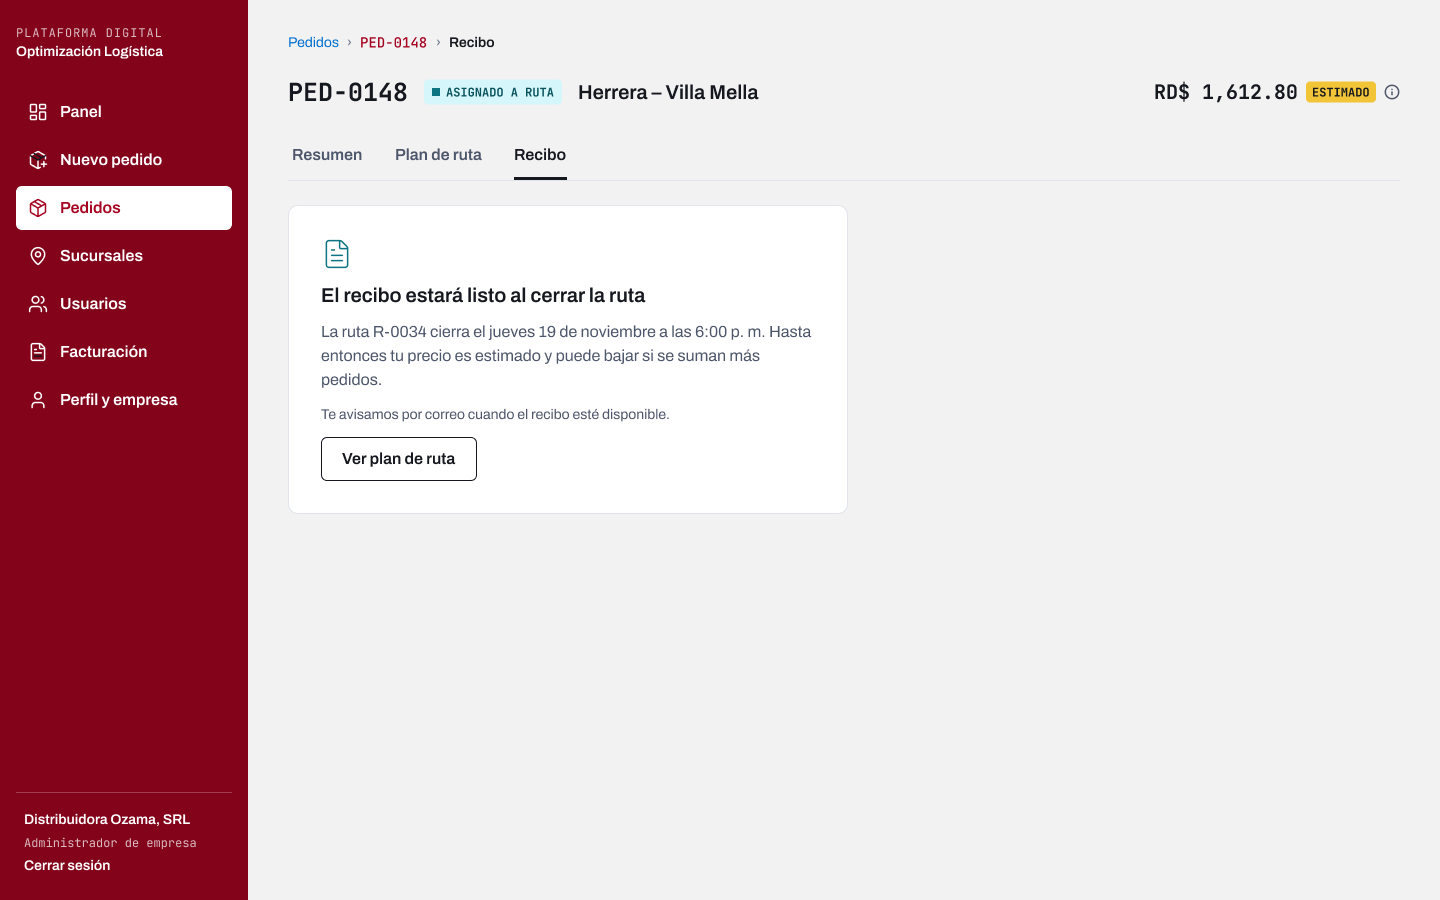 PLATAFORMA DIGITAL
Optimización Logística
Panel
Nuevo pedido
Pedidos
Sucursales
Usuarios
Facturación
Perfil y empresa
Distribuidora Ozama, SRL
Administrador de empresa
Cerrar sesión
Pedidos › PED-0148 › Recibo
PED-0148 ASIGNADO A RUTA Herrera – Villa Mella RD$ 1,612.80 ESTIMADO
Resumen Plan de ruta Recibo
El recibo estará listo al cerrar la ruta
La ruta R-0034 cierra el jueves 19 de noviembre a las 6:00 p. m. Hasta
entonces tu precio es estimado y puede bajar si se suman más
pedidos.
Te avisamos por correo cuando el recibo esté disponible.
Ver plan de ruta